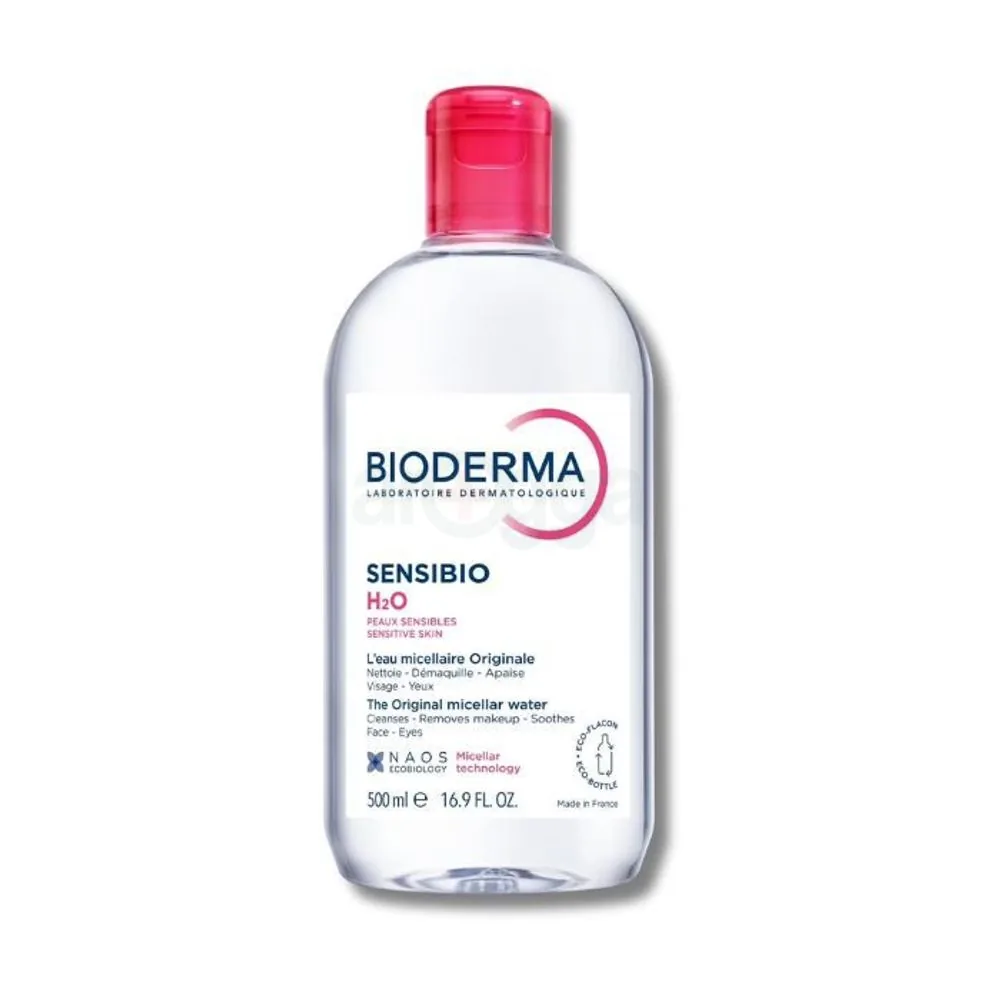 BIODERMA
LABORATOIRE DERMATOLOGIQUE
arogga
SENSIBIO
H₂O
PEAUX SENSIBLES
SENSITIVE SKIN
L'eau micellaire Originale
Nettoie - Démaquille - Apaise
Visage - Yeux
The Original micellar water
Cleanses - Removes makeup - Soothes
Face - Eyes
NAOS
ECOBIOLOGY
Micellar
technology
ECO-FLACON • ECO-BOTTLE •
500 ml ℮ 16.9 FL. OZ.
Made in France